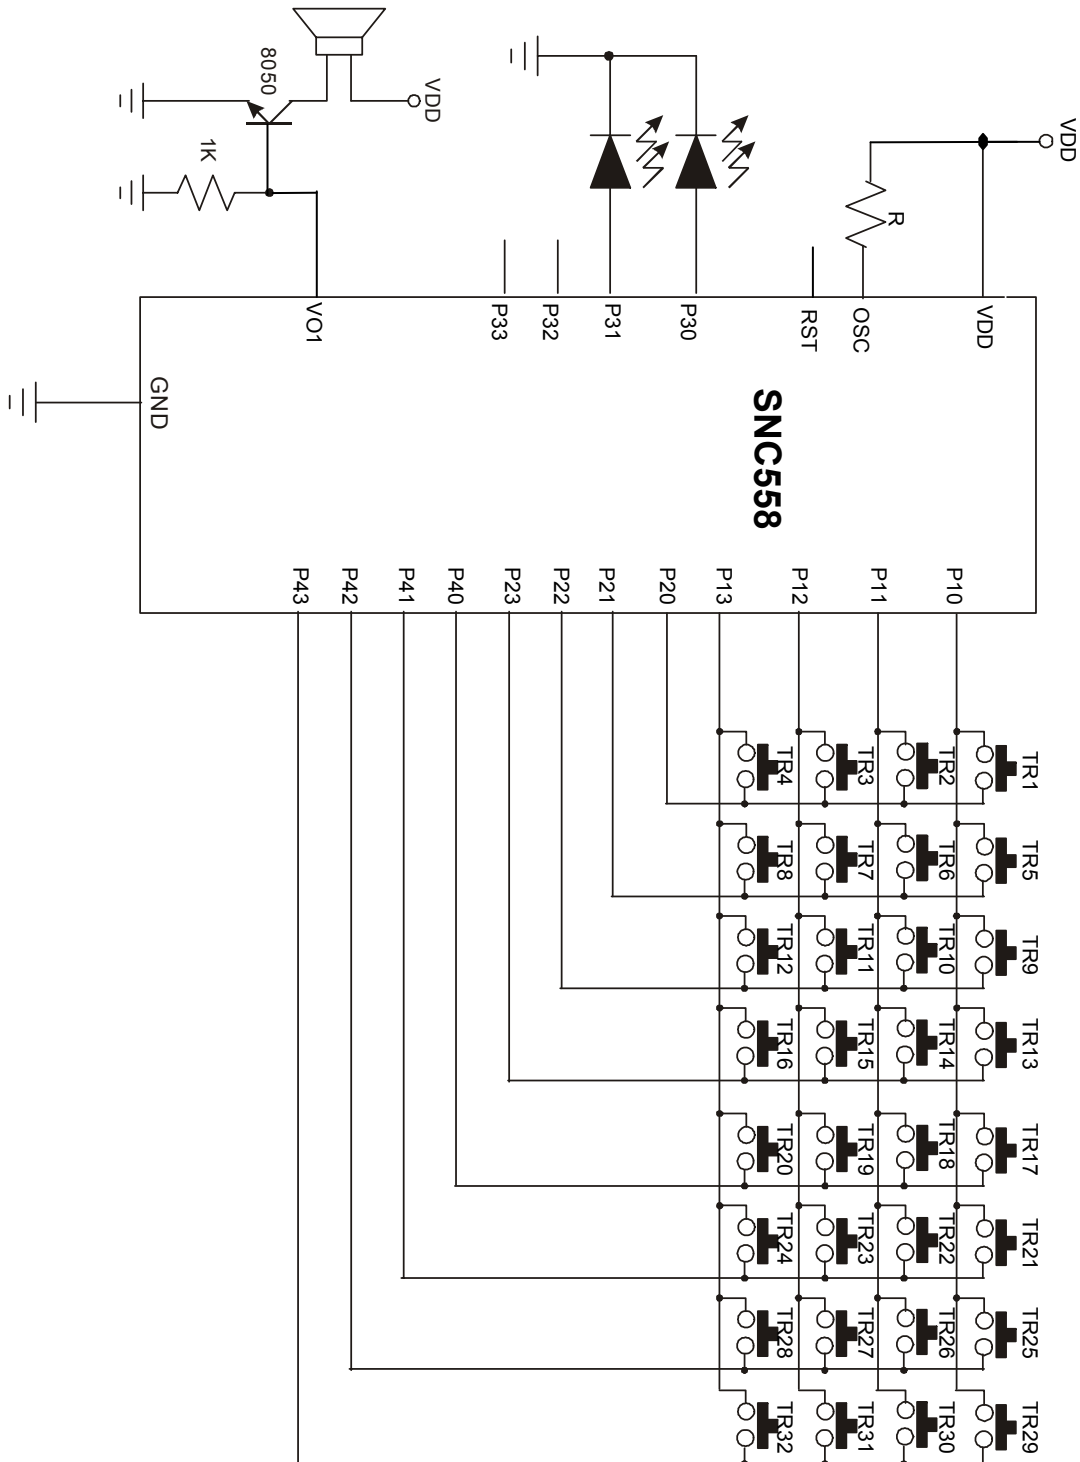 8050
VDD
1K
VDD
R
VO1
P33
P32
P31
P30
RST
OSC
VDD
GND
SNC558
P43
P42
P41
P40
P23
P22
P21
P20
P13
P12
P11
P10
TR4
TR3
TR2
TR1
TR8
TR7
TR6
TR5
TR12
TR11
TR10
TR9
TR16
TR15
TR14
TR13
TR20
TR19
TR18
TR17
TR24
TR23
TR22
TR21
TR28
TR27
TR26
TR25
TR32
TR31
TR30
TR29